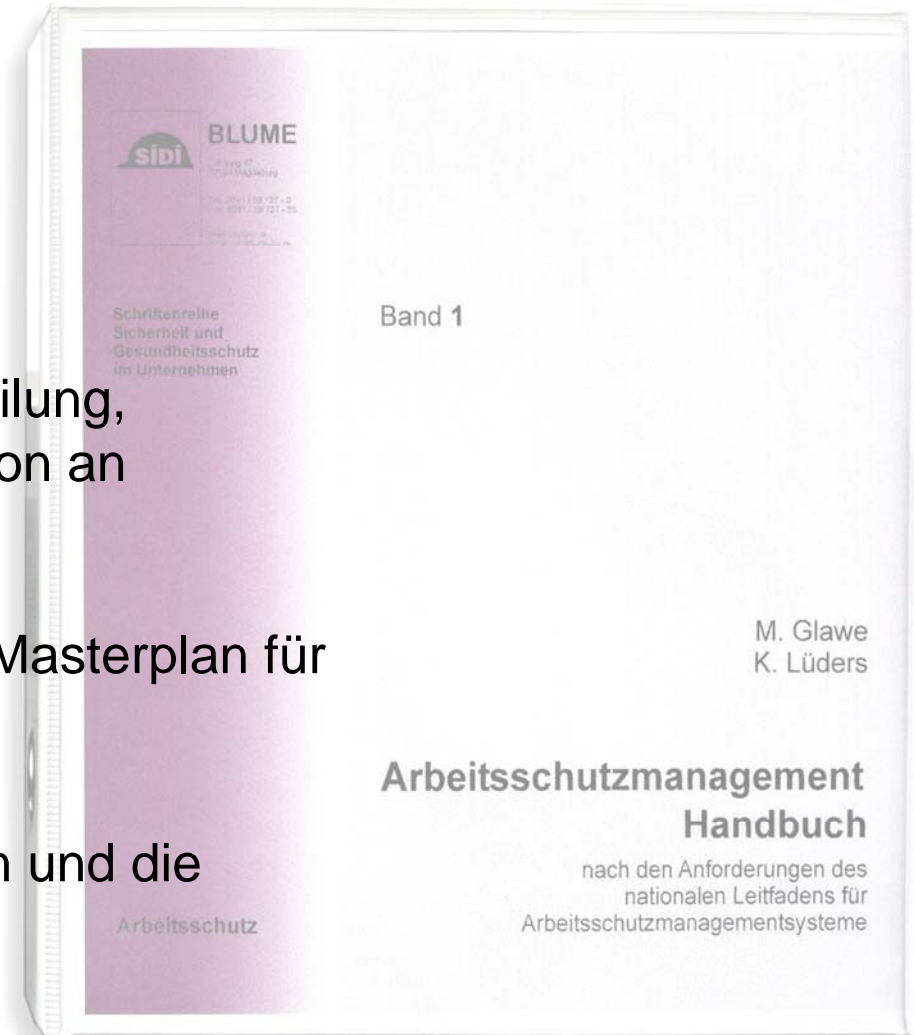 BLUME
SiDi
Schriftenreihe
Sicherheit und
Gesundheitsschutz
im Unternehmen
Band 1
ilung,
on an
M. Glawe
K. Lüders
Masterplan für
Arbeitsschutzmanagement
Handbuch
n und die
nach den Anforderungen des
nationalen Leitfadens für
Arbeitsschutzmanagementsysteme
Arbeitsschutz